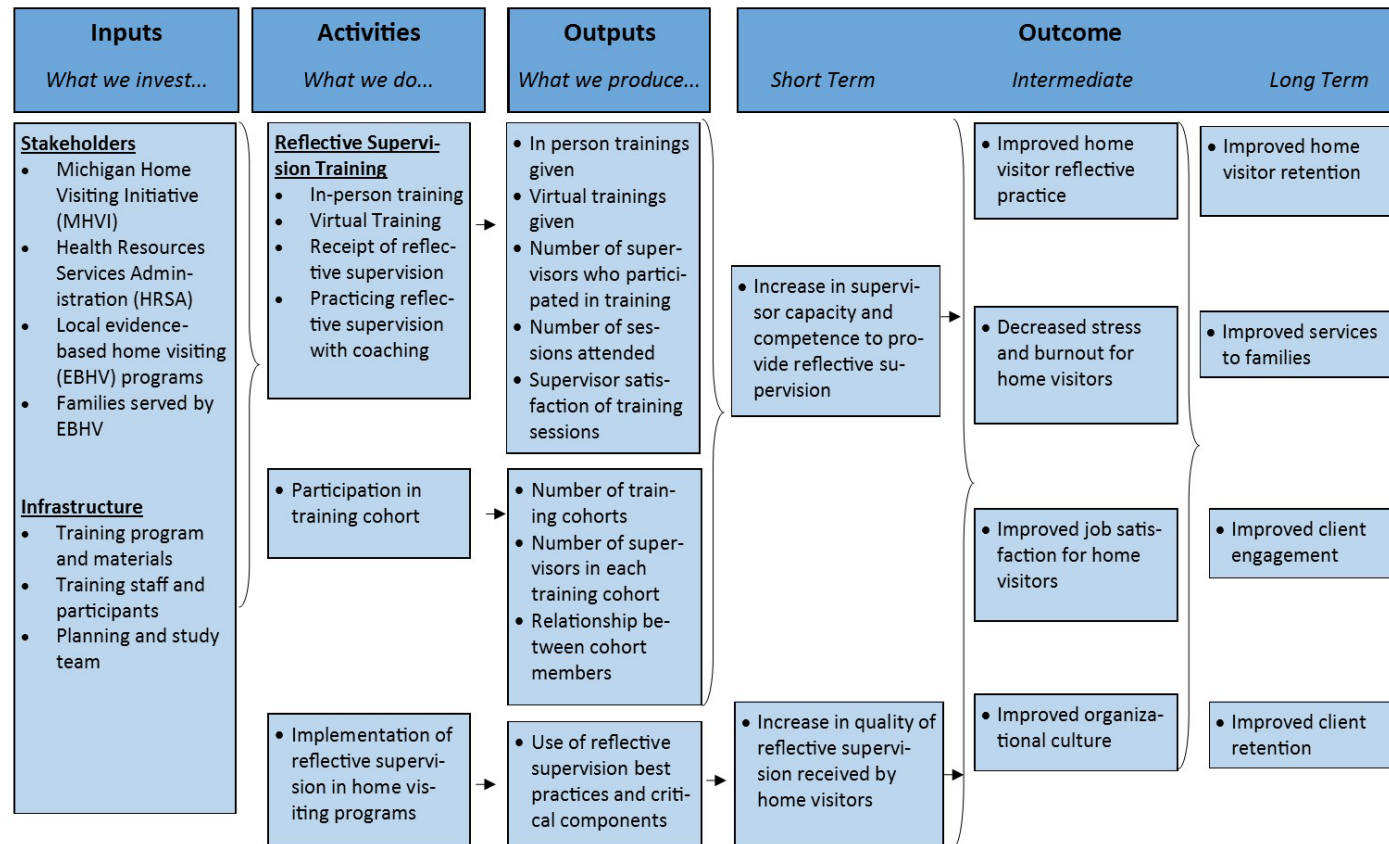 Inputs
What we invest...
Activities
What we do...
Outputs
What we produce...
Outcome
Short Term
Intermediate
Long Term
Stakeholders
• Michigan Home
Visiting Initiative
(MHVI)
• Health Resources
Services Admin-
istration (HRSA)
• Local evidence-
based home visiting
(EBHV) programs
• Families served by
EBHV
Infrastructure
• Training program
and materials
• Training staff and
participants
• Planning and study
team
Reflective Supervi-
sion Training
• In-person training
• Virtual Training
• Receipt of reflec-
tive supervision
• Practicing reflec-
tive supervision
with coaching
• Participation in
training cohort
• Implementation of
reflective supervision
in home vis-
iting programs
• In person trainings
given
• Virtual trainings
given
• Number of
supervisors who partici-
pated in training
• Number of ses-
sions attended
• Supervisor satis-
faction of training
sessions
• Number of train-
ing cohorts
• Number of super-
visors in each
training cohort
• Relationship be-
tween cohort
members
• Use of reflective
supervision best
practices and criti-
cal components
• Increase in supervi-
sor capacity and
competence to pro-
vide reflective su-
pervision
• Increase in quality of
reflective supervi-
sion received by
home visitors
• Improved home
visitor reflective
practice
• Decreased stress
and burnout for
home visitors
• Improved job satis-
faction for home
visitors
• Improved organiza-
tional culture
• Improved home
visitor retention
• Improved services
to families
• Improved client
engagement
• Improved client
retention